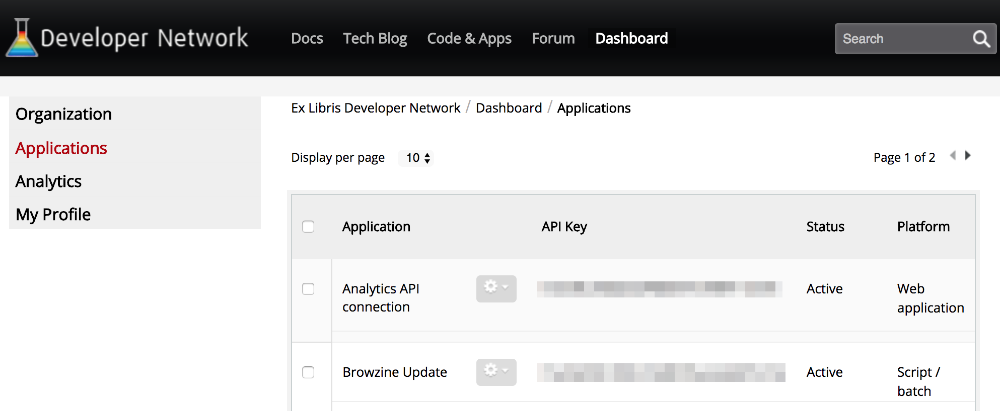 Developer Network
Docs Tech Blog Code & Apps Forum Dashboard
Search
Organization
Applications
Analytics
My Profile
Ex Libris Developer Network / Dashboard / Applications
Display per page 10
Page 1 of 2
Application API Key Status Platform
Analytics API connection Active Web application
Browzine Update Active Script / batch